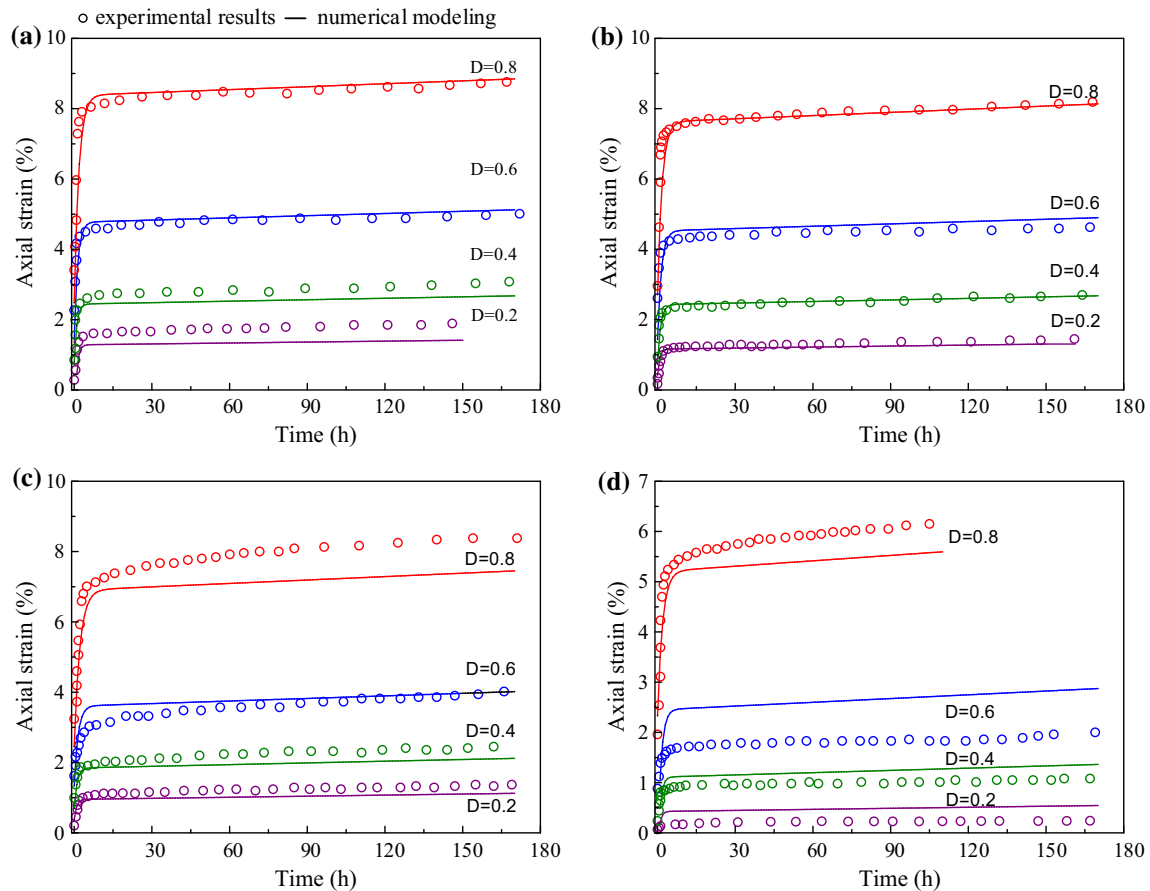 experimental results — numerical modeling
(a)
10
8
6
4
2
0
Axial strain (%)
D=0.8
D=0.6
D=0.4
D=0.2
0 30 60 90 120 150 180
Time (h)
(b)
10
8
6
4
2
0
Axial strain (%)
D=0.8
D=0.6
D=0.4
D=0.2
0 30 60 90 120 150 180
Time (h)
(c)
10
8
6
4
2
0
Axial strain (%)
D=0.8
D=0.6
D=0.4
D=0.2
0 30 60 90 120 150 180
Time (h)
(d)
7
6
5
4
3
2
1
0
Axial strain (%)
D=0.8
D=0.6
D=0.4
D=0.2
0 30 60 90 120 150 180
Time (h)